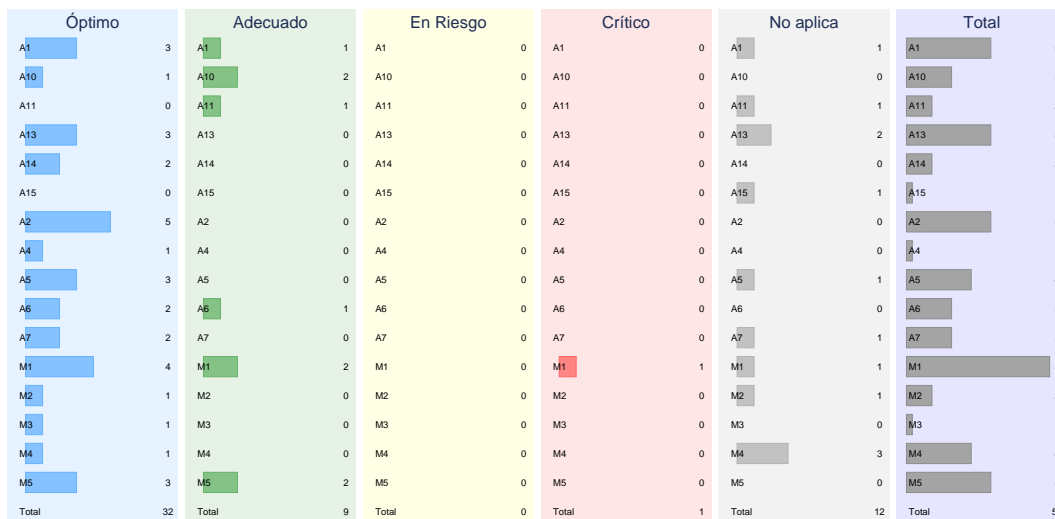 Óptimo Adecuado En Riesgo Crítico No aplica Total
A1 3 A1 1 A1 0 A1 0 A1 1 A1
A10 1 A10 2 A10 0 A10 0 A10 0 A10
A11 0 A11 1 A11 0 A11 0 A11 1 A11
A13 3 A13 0 A13 0 A13 0 A13 2 A13
A14 2 A14 0 A14 0 A14 0 A14 0 A14
A15 0 A15 0 A15 0 A15 0 A15 1 A15
A2 5 A2 0 A2 0 A2 0 A2 0 A2
A4 1 A4 0 A4 0 A4 0 A4 0 A4
A5 3 A5 0 A5 0 A5 0 A5 1 A5
A6 2 A6 1 A6 0 A6 0 A6 0 A6
A7 2 A7 0 A7 0 A7 0 A7 1 A7
M1 4 M1 2 M1 0 M1 1 M1 1 M1
M2 1 M2 0 M2 0 M2 0 M2 1 M2
M3 1 M3 0 M3 0 M3 0 M3 0 M3
M4 1 M4 0 M4 0 M4 0 M4 3 M4
M5 3 M5 2 M5 0 M5 0 M5 0 M5
Total 32 Total 9 Total 0 Total 1 Total 12 Total